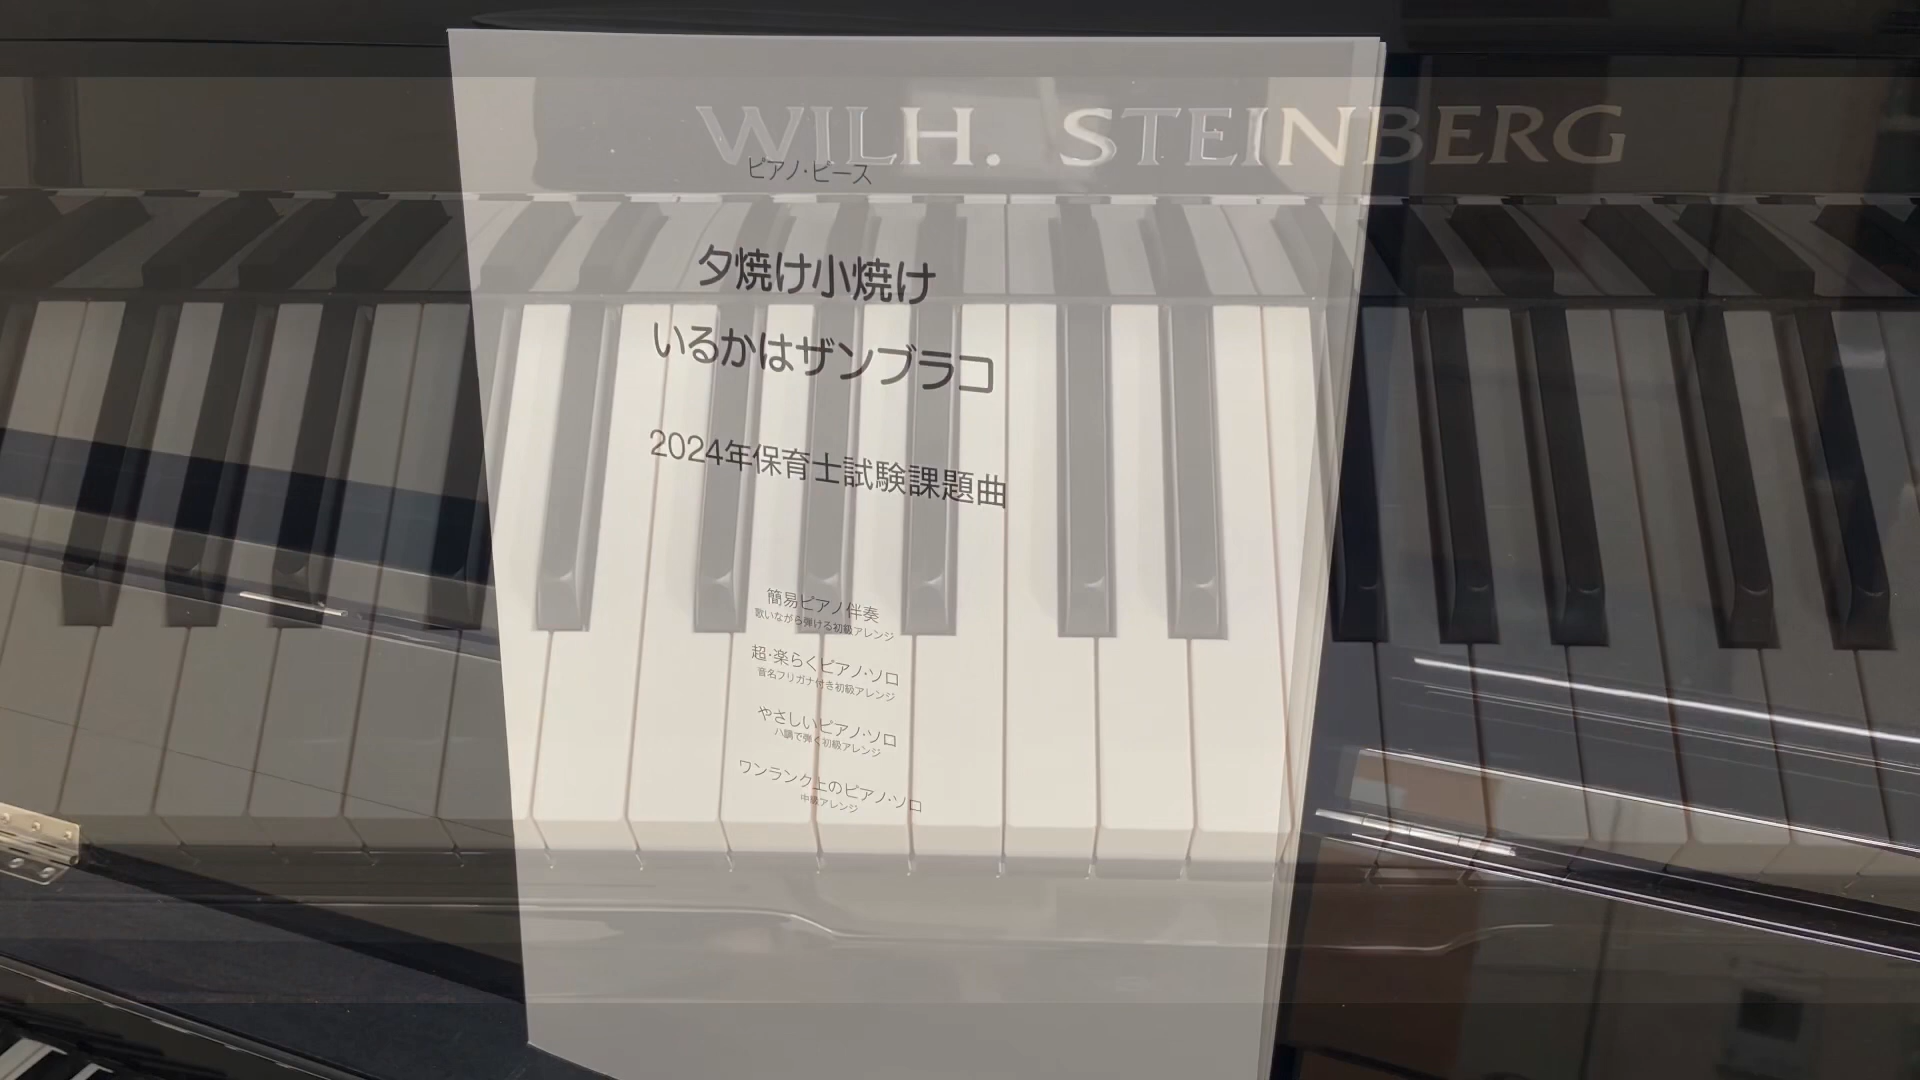 WILH. STEINBERG
ピアノ・ピース
夕焼け小焼け
いるかはザンブラコ
2024年保育士試験課題曲
簡易ピアノ伴奏
歌いながら弾ける初級アレンジ
超・楽らくピアノ・ソロ
音名フリガナ付き初級アレンジ
やさしいピアノ・ソロ
ハ調で弾く初級アレンジ
ワンランク上のピアノ・ソロ
中級アレンジ